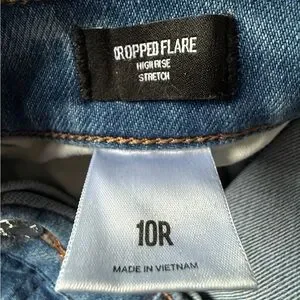 CROPPED FLARE
HIGH RISE
STRETCH
10R
MADE IN VIETNAM